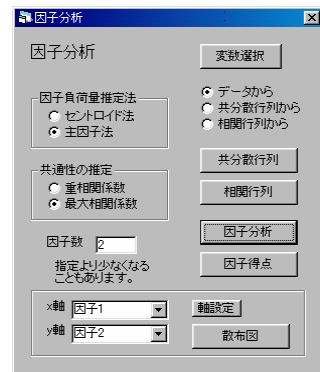 因子分析
因子分析
変数選択
因子負荷量推定法
セントロイド法
主因子法
データから
共分散行列から
相関行列から
共通性の推定
重相関係数
最大相関係数
共分散行列
相関行列
因子数 2
指定より少なくなる
こともあります。
因子分析
因子得点
x軸 因子1
y軸 因子2
軸設定
散布図